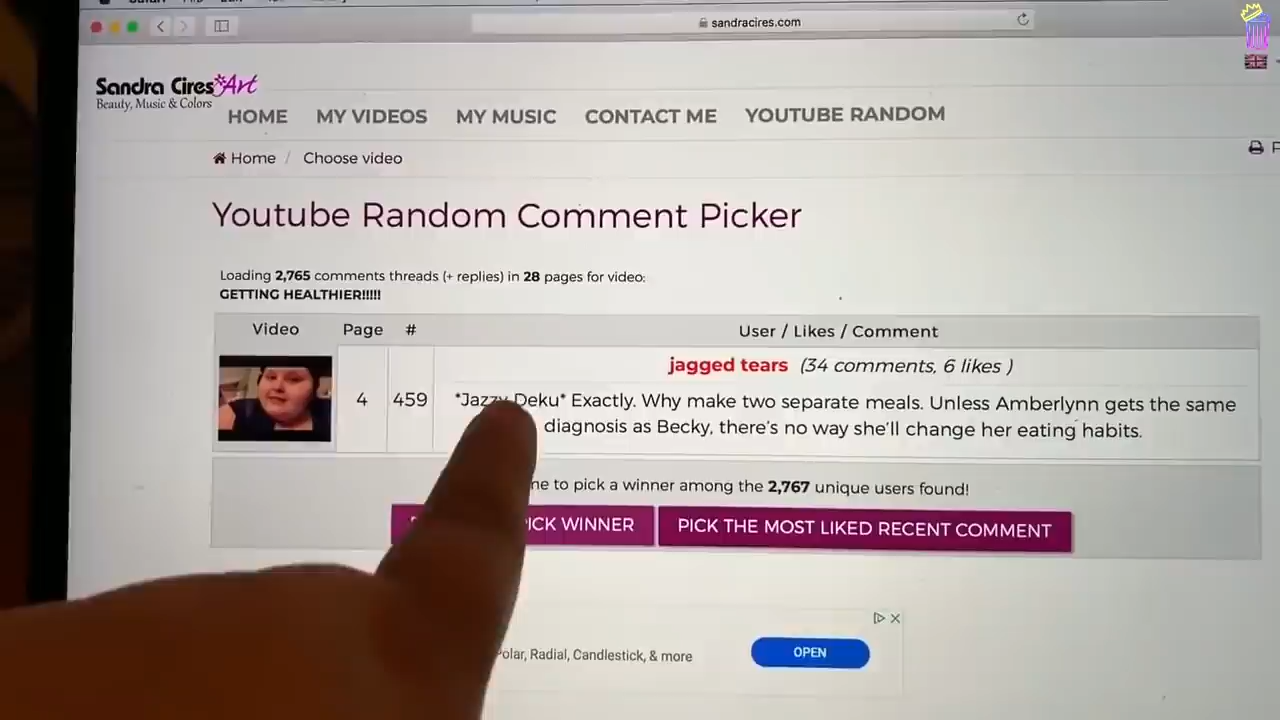 sandracires.com
Sandra Cires Art
Beauty, Music & Colors
HOME MY VIDEOS MY MUSIC CONTACT ME YOUTUBE RANDOM
Home / Choose video
Youtube Random Comment Picker
Loading 2,765 comments threads (+ replies) in 28 pages for video:
GETTING HEALTHIER!!!!!
Video Page # User / Likes / Comment
jagged tears (34 comments, 6 likes )
4 459 *Jazzy Deku* Exactly. Why make two separate meals. Unless Amberlynn gets the same
diagnosis as Becky, there's no way she'll change her eating habits.
to pick a winner among the 2,767 unique users found!
PICK WINNER PICK THE MOST LIKED RECENT COMMENT
Polar, Radial, Candlestick, & more OPEN